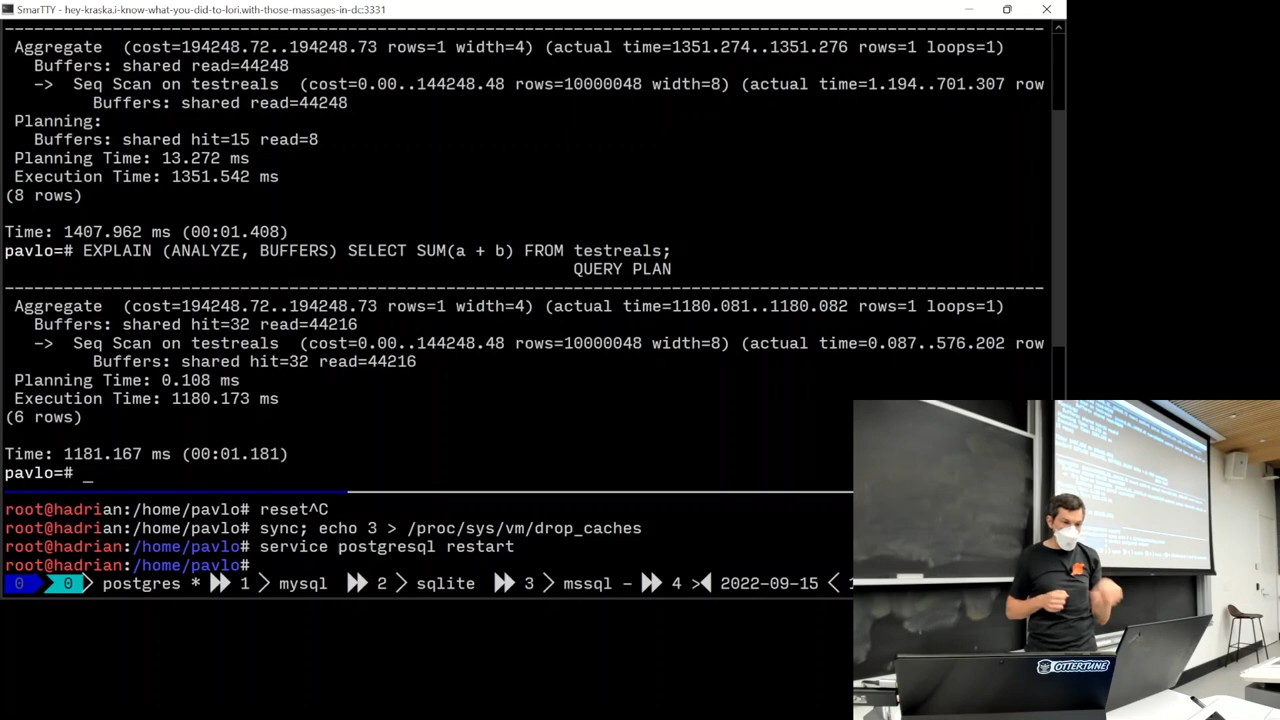 SmarTTY - hey-kraska.i-know-what-you-did-to-lori.with-those-massages-in-dc:3331
Aggregate  (cost=194248.72..194248.73 rows=1 width=4) (actual time=1351.274..1351.276 rows=1 loops=1)
Buffers: shared read=44248
->  Seq Scan on testreals  (cost=0.00..144248.48 rows=10000048 width=8) (actual time=1.194..701.307 row
Buffers: shared read=44248
Planning:
Buffers: shared hit=15 read=8
Planning Time: 13.272 ms
Execution Time: 1351.542 ms
(8 rows)
Time: 1407.962 ms (00:01.408)
pavlo=# EXPLAIN (ANALYZE, BUFFERS) SELECT SUM(a + b) FROM testreals;
QUERY PLAN
Aggregate  (cost=194248.72..194248.73 rows=1 width=4) (actual time=1180.081..1180.082 rows=1 loops=1)
Buffers: shared hit=32 read=44216
->  Seq Scan on testreals  (cost=0.00..144248.48 rows=10000048 width=8) (actual time=0.087..576.202 row
Buffers: shared hit=32 read=44216
Planning Time: 0.108 ms
Execution Time: 1180.173 ms
(6 rows)
Time: 1181.167 ms (00:01.181)
pavlo=# _
root@hadrian:/home/pavlo# reset^C
root@hadrian:/home/pavlo# sync; echo 3 > /proc/sys/vm/drop_caches
root@hadrian:/home/pavlo# service postgresql restart
root@hadrian:/home/pavlo#
0 0 postgres * 1 mysql 2 sqlite 3 mssql - 4 2022-09-15
OTTERTUNE